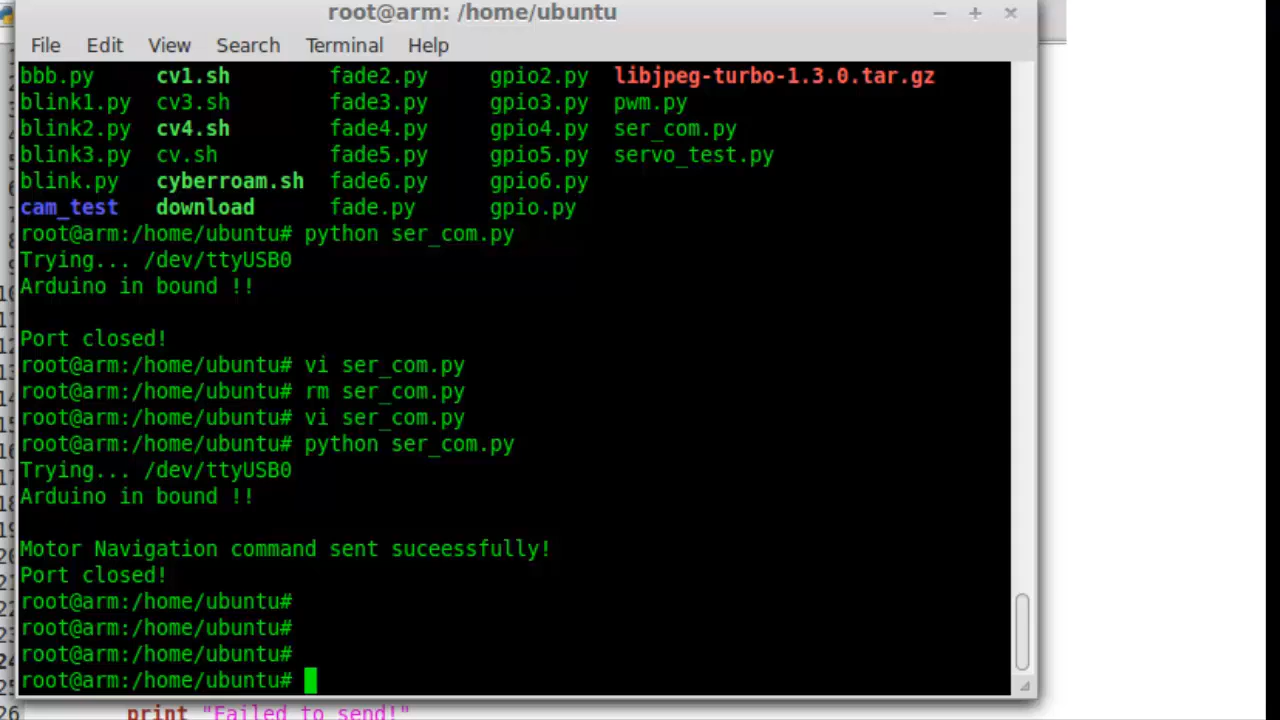 root@arm: /home/ubuntu
File Edit View Search Terminal Help
bbb.py cv1.sh fade2.py gpio2.py libjpeg-turbo-1.3.0.tar.gz
blink1.py cv3.sh fade3.py gpio3.py pwm.py
blink2.py cv4.sh fade4.py gpio4.py ser_com.py
blink3.py cv.sh fade5.py gpio5.py servo_test.py
blink.py cyberroam.sh fade6.py gpio6.py
cam_test download fade.py gpio.py
root@arm:/home/ubuntu# python ser_com.py
Trying... /dev/ttyUSB0
Arduino in bound !!
Port closed!
root@arm:/home/ubuntu# vi ser_com.py
root@arm:/home/ubuntu# rm ser_com.py
root@arm:/home/ubuntu# vi ser_com.py
root@arm:/home/ubuntu# python ser_com.py
Trying... /dev/ttyUSB0
Arduino in bound !!
Motor Navigation command sent suceessfully!
Port closed!
root@arm:/home/ubuntu#
root@arm:/home/ubuntu#
root@arm:/home/ubuntu#
root@arm:/home/ubuntu#
26 print "Failed to send!"